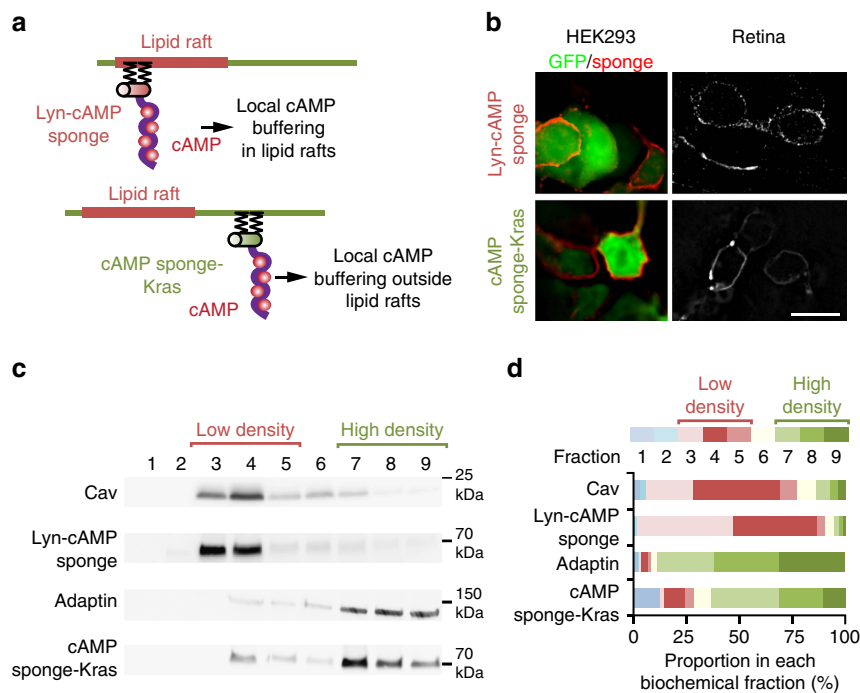 a
Lipid raft
Lyn-cAMP
sponge
cAMP
Local cAMP
buffering
in lipid rafts
Lipid raft
cAMP sponge-
Kras
cAMP
Local cAMP
buffering outside
lipid rafts
b
HEK293
Retina
GFP/sponge
Lyn-cAMP
sponge
cAMP
sponge-Kras
c
Low density
High density
1 2 3 4 5 6 7 8 9
25
kDa
Cav
70
kDa
Lyn-cAMP
sponge
150
kDa
Adaptin
70
kDa
cAMP
sponge-Kras
d
Low
density
High
density
Fraction 1 2 3 4 5 6 7 8 9
Cav
Lyn-cAMP
sponge
Adaptin
cAMP
sponge-Kras
0 25 50 75 100
Proportion in each
biochemical fraction (%)